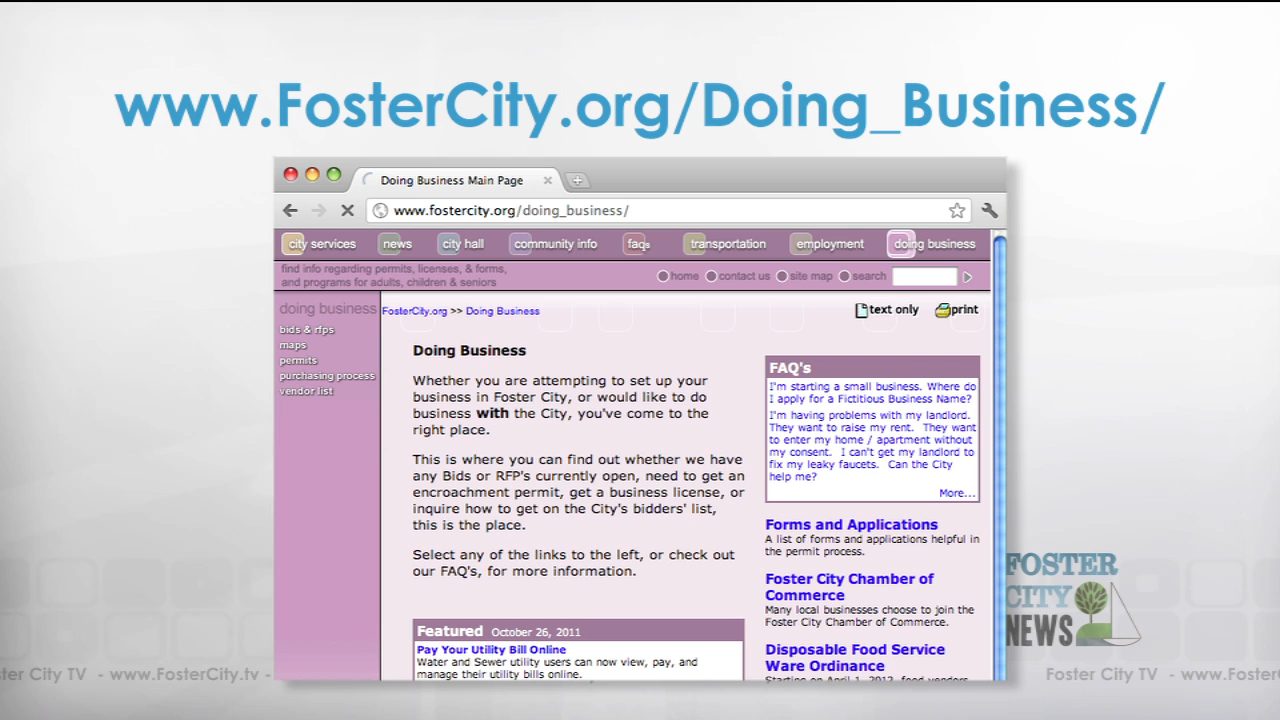 www.FosterCity.org/Doing_Business/
Doing Business Main Page
www.fostercity.org/doing_business/
city services news city hall community info faqs transportation employment doing business
find info regarding permits, licenses, & forms,
and programs for adults, children & seniors
home contact us site map search
doing business
bids & rfps
maps
permits
purchasing process
vendor list
FosterCity.org >> Doing Business
text only print
Doing Business
Whether you are attempting to set up your
business in Foster City, or would like to do
business with the City, you've come to the
right place.
This is where you can find out whether we have
any Bids or RFP's currently open, need to get an
encroachment permit, get a business license, or
inquire how to get on the City's bidders' list,
this is the place.
Select any of the links to the left, or check out
our FAQ's, for more information.
Featured October 26, 2011
Pay Your Utility Bill Online
Water and Sewer utility users can now view, pay, and
manage their utility bills online.
FAQ's
I'm starting a small business. Where do
I apply for a Fictitious Business Name?
I'm having problems with my landlord.
They want to raise my rent. They want
to enter my home / apartment without
my consent. I can't get my landlord to
fix my leaky faucets. Can the City
help me?
More...
Forms and Applications
A list of forms and applications helpful in
the permit process.
Foster City Chamber of
Commerce
Many local businesses choose to join the
Foster City Chamber of Commerce.
Disposable Food Service
Ware Ordinance
Starting on April 1, 2012, food vendors
FOSTER
CITY
NEWS
ster City TV - www.FosterCity.tv -
Foster City TV - www.Foster